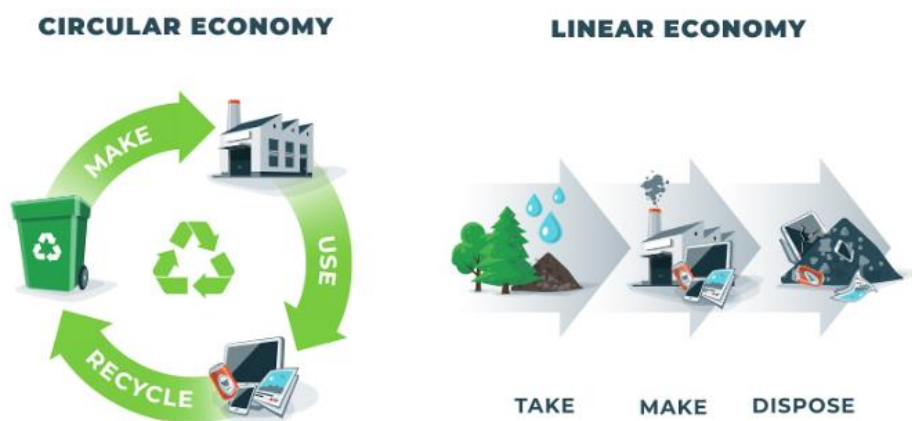 CIRCULAR ECONOMY
LINEAR ECONOMY
MAKE
USE
RECYCLE
TAKE MAKE DISPOSE